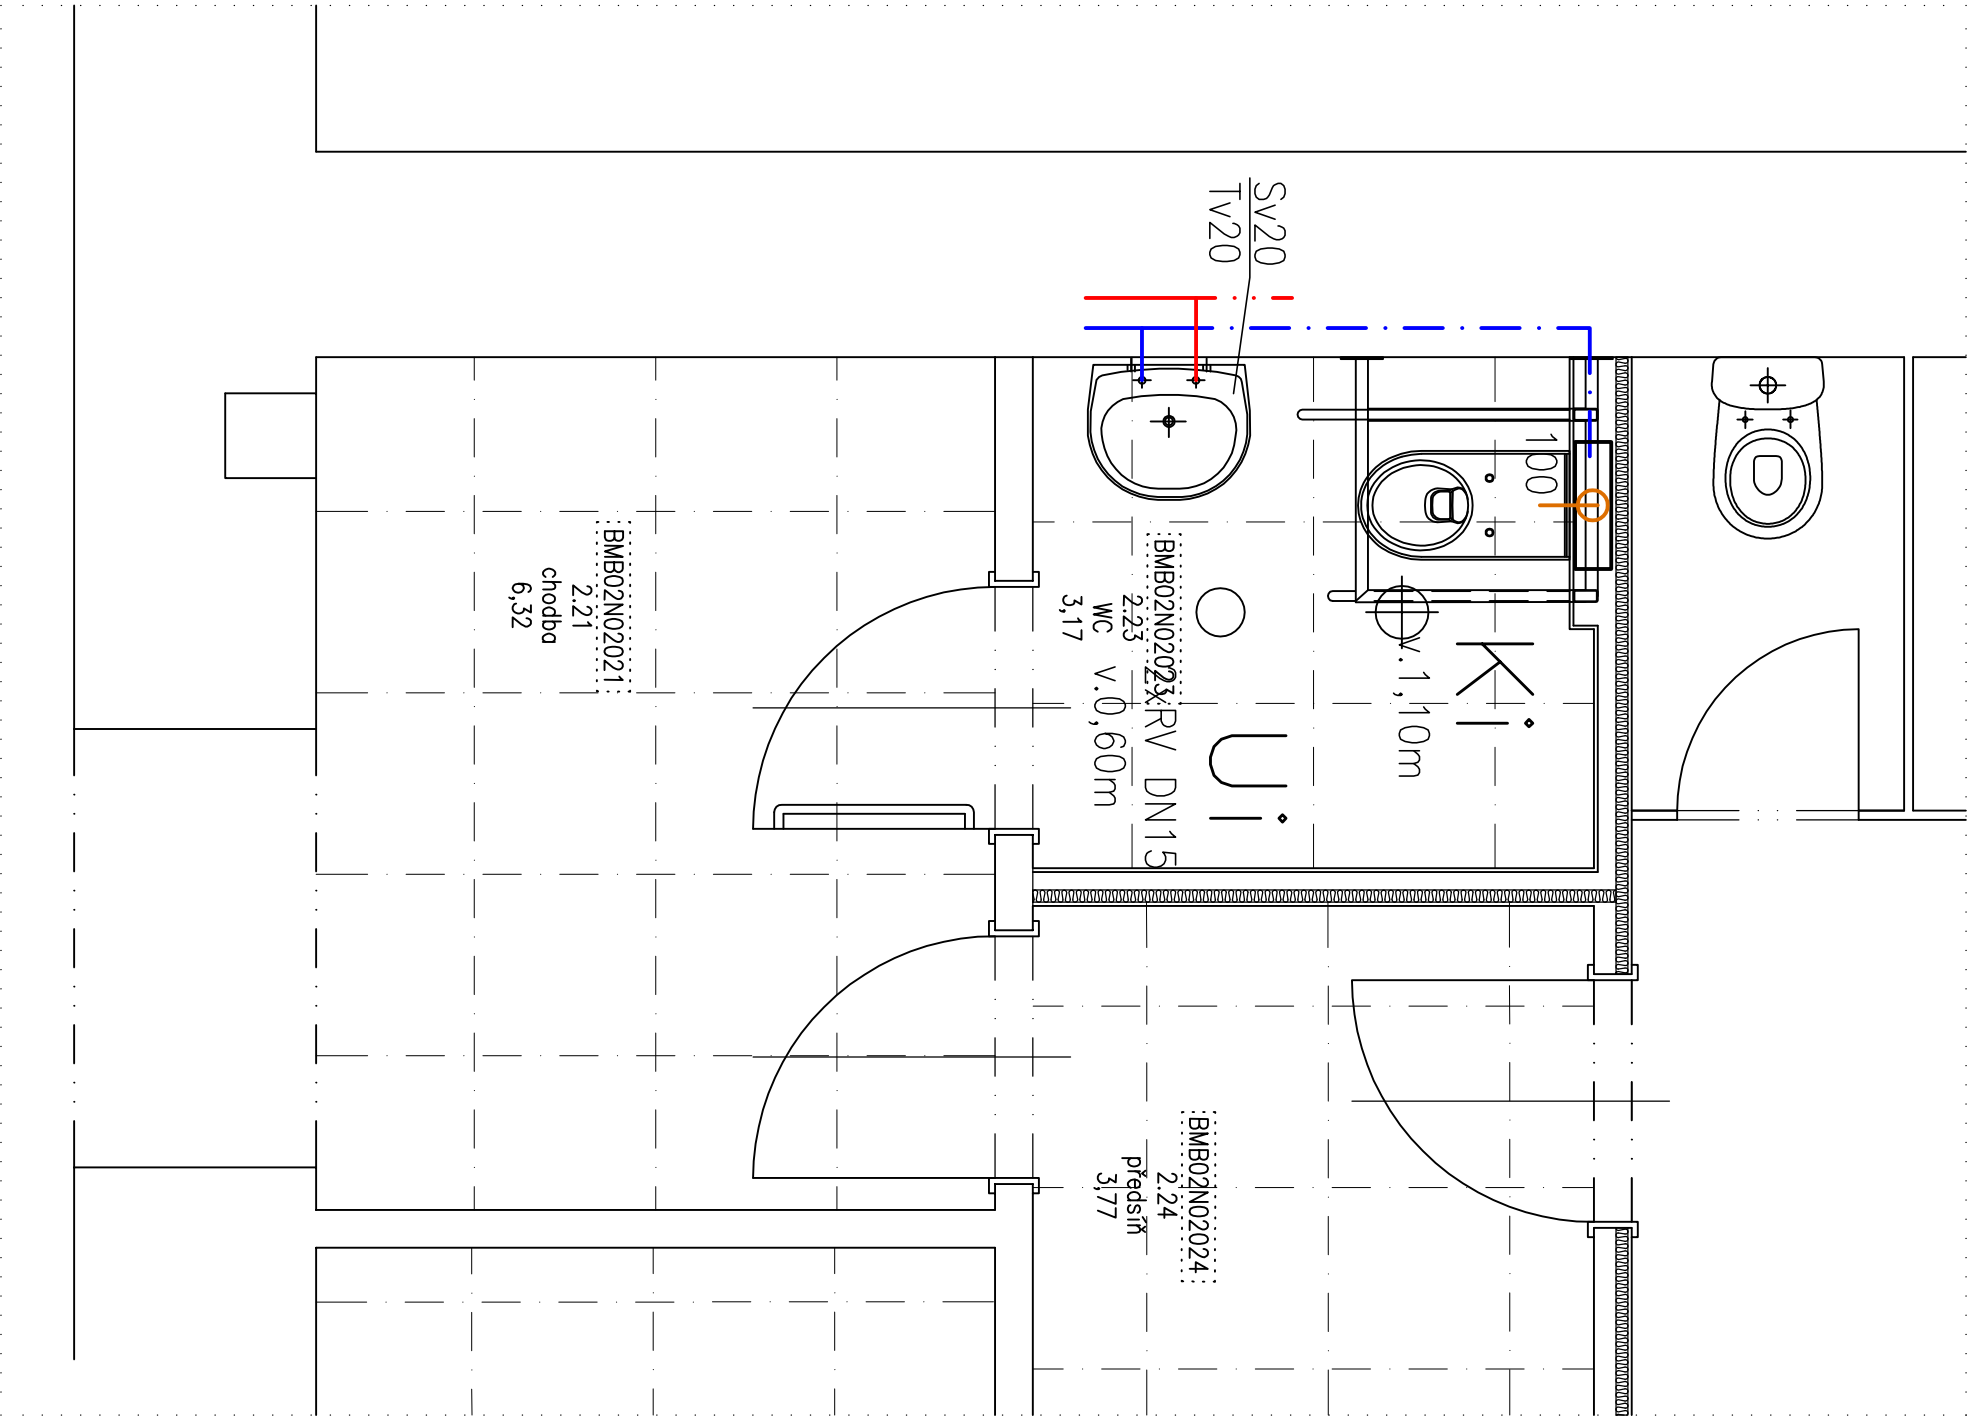 Sv20
Tv20
100
BMB02N02021
2.21
chodba
6,32
BMB02N02023
2.23
WC
3,17
Ki
v.1,10m
Ui
2xRV DN15
v.0,60m
BMB02N02024
2.24
předsíň
3,77